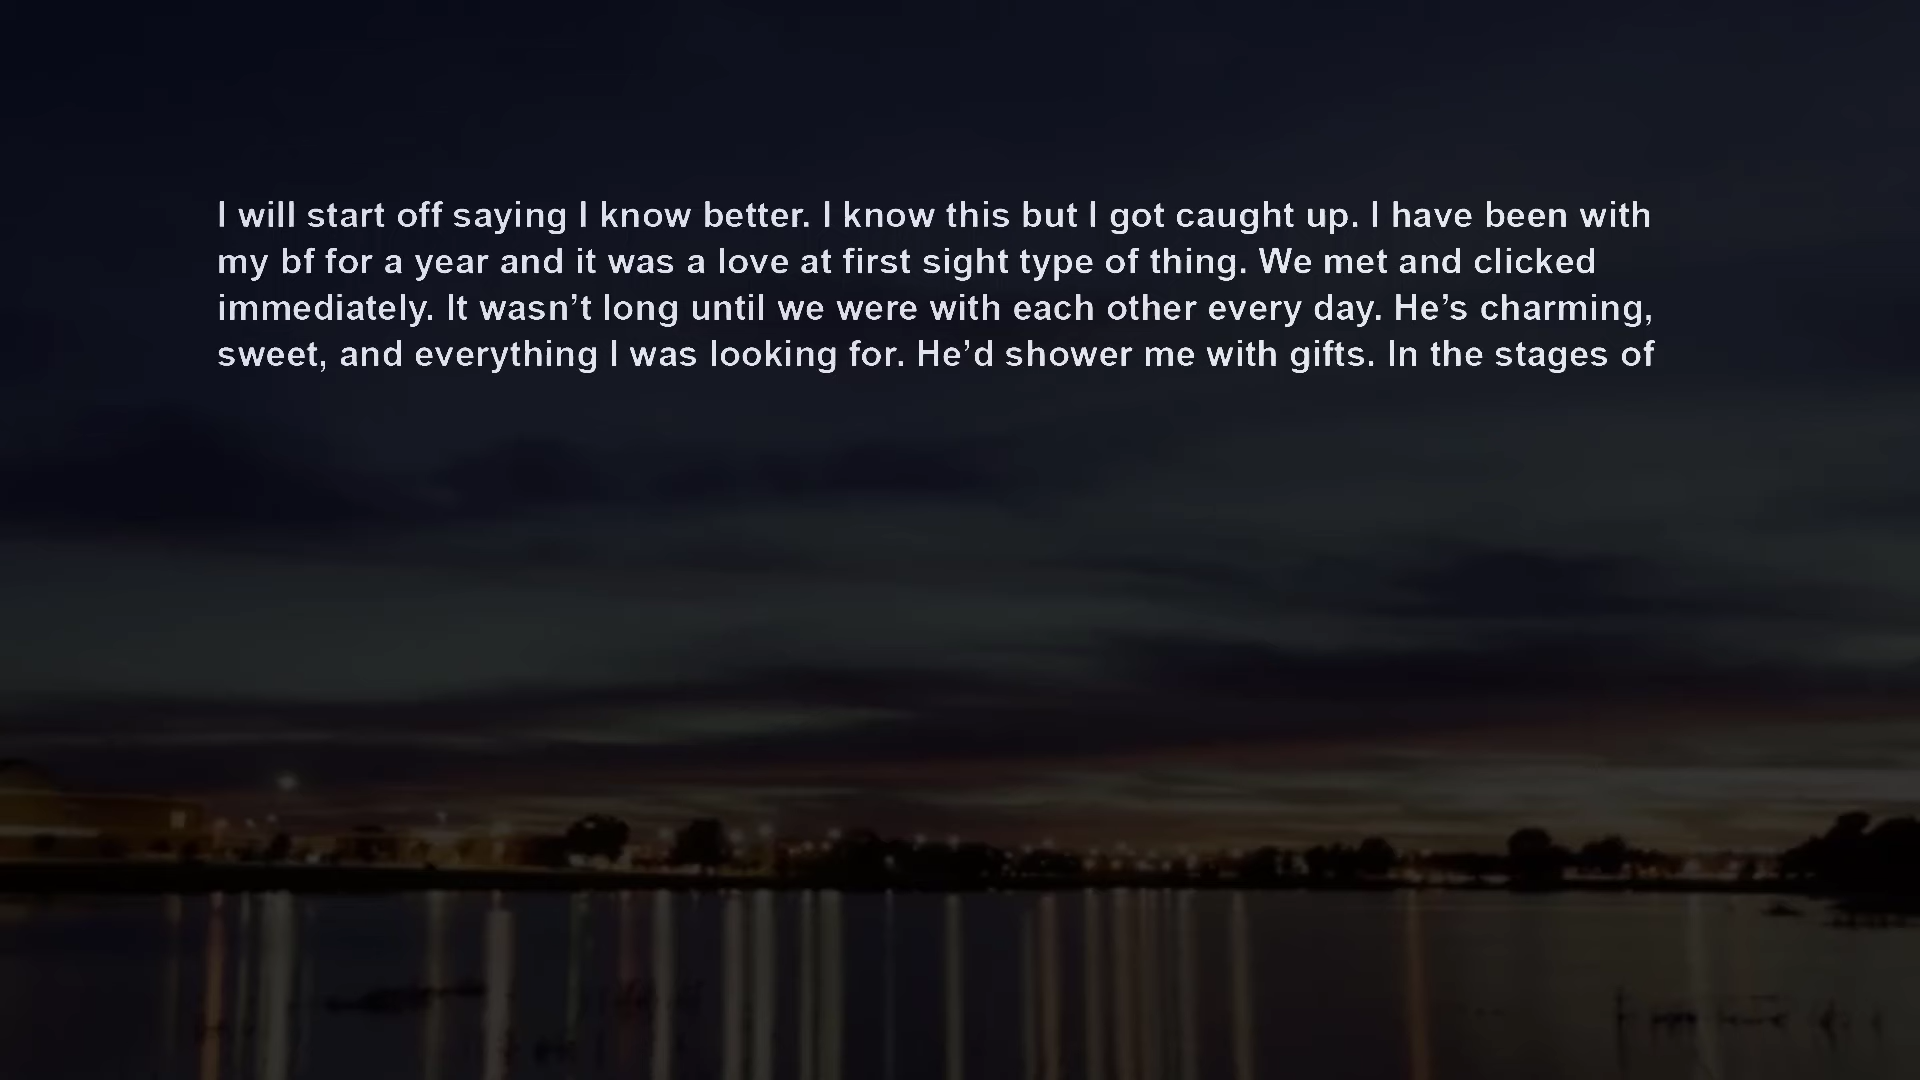 I will start off saying I know better. I know this but I got caught up. I have been with
my bf for a year and it was a love at first sight type of thing. We met and clicked
immediately. It wasn’t long until we were with each other every day. He’s charming,
sweet, and everything I was looking for. He’d shower me with gifts. In the stages of